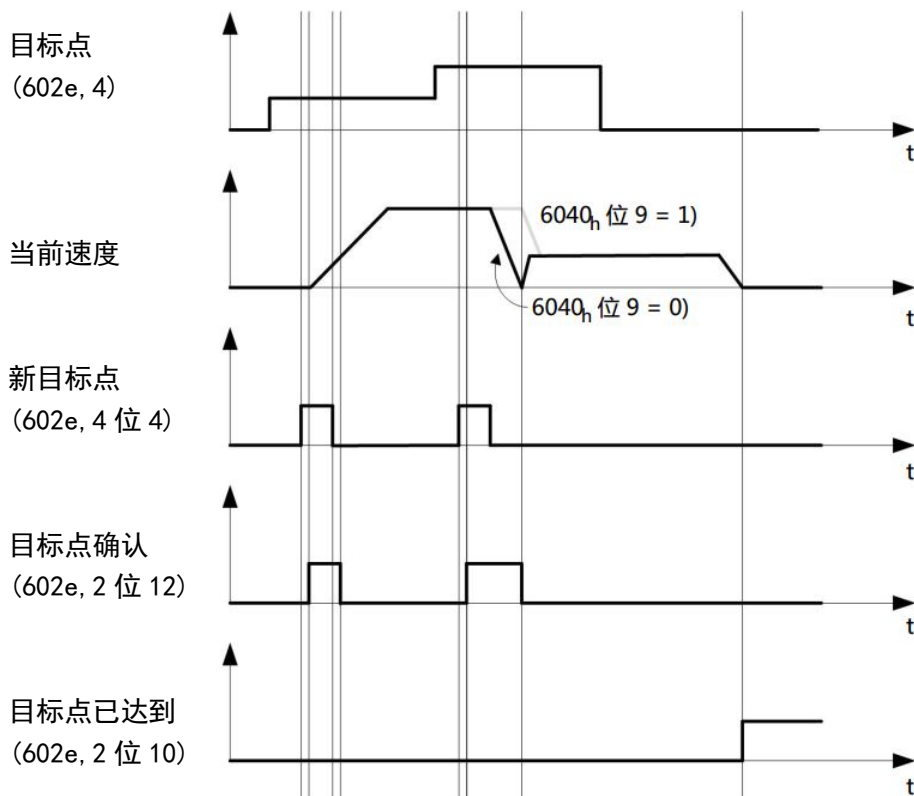 目标点
(602e, 4)
t
6040h 位 9 = 1)
当前速度
6040h 位 9 = 0)
t
新目标点
(602e, 4 位 4)
t
目标点确认
(602e, 2 位 12)
t
目标点已达到
(602e, 2 位 10)
t